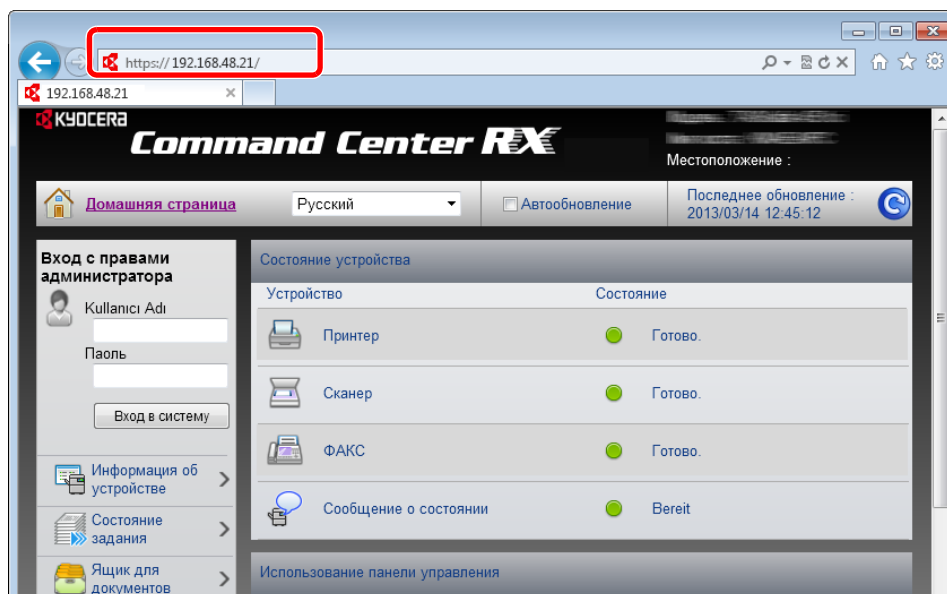 https://192.168.48.21/
192.168.48.21
KYOCERA
Command Center RX
Местоположение :
Домашняя страница
Русский
Автообновление
Последнее обновление :
2013/03/14 12:45:12
Вход с правами
администратора
Kullanıcı Adı
Паоль
Вход в систему
Информация об
устройстве
Состояние
задания
Ящик для
документов
Состояние устройства
Устройство Состояние
Принтер Готово.
Сканер Готово.
ФАКС Готово.
Сообщение о состоянии Bereit
Использование панели управления